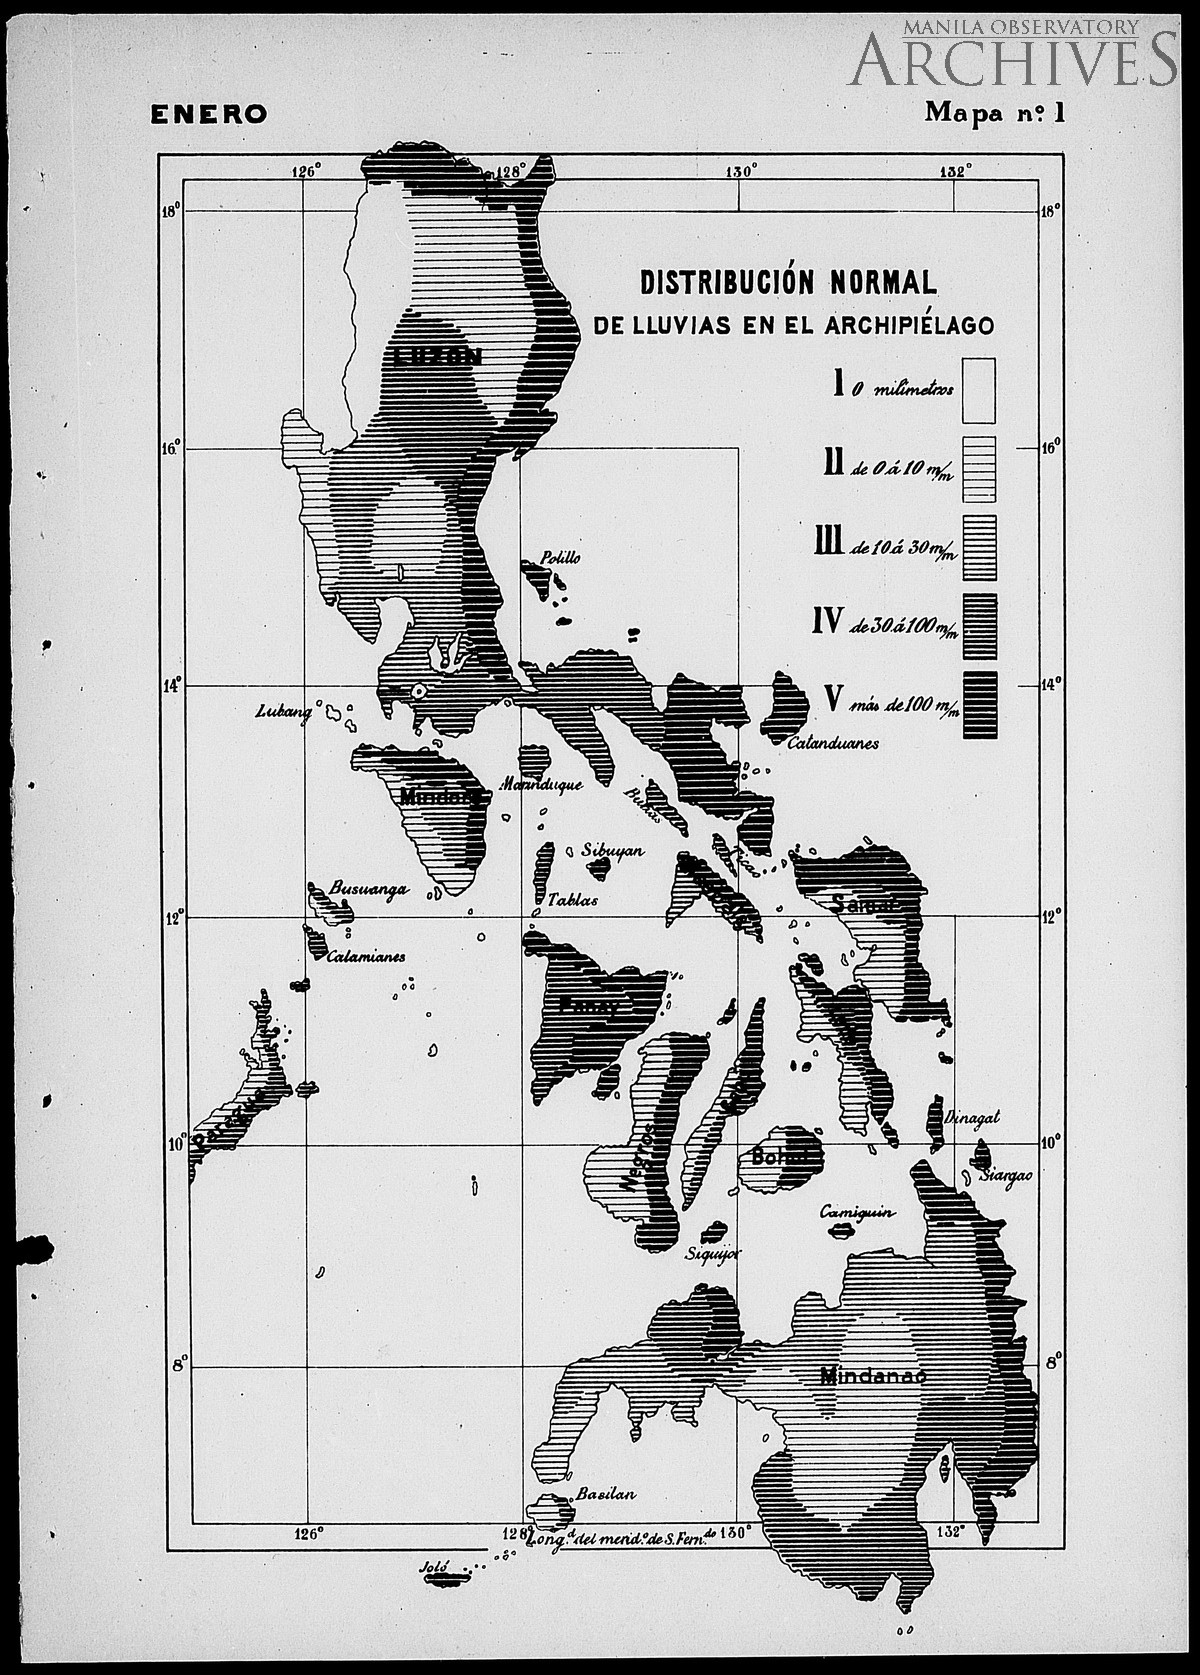 MANILA OBSERVATORY
ARCHIVES
ENERO
Mapa nº 1
126° 128° 130° 132°
18° 18°
DISTRIBUCIÓN NORMAL
DE LLUVIAS EN EL ARCHIPIÉLAGO
LUZON
I 0 milímetros
16° 16°
II de 0 á 10 m/m
III de 10 á 30 m/m
Polillo
IV de 30 á 100 m/m
14° 14°
V más de 100 m/m
Lubang
Catanduanes
Marinduque
Mindoro
Burias
Ticao
Sibuyan
Busuanga
Tablas
Masbate
Samar
12° 12°
Calamianes
Panay
Paragua
Cebú
Dinagat
10° 10°
Negros
Bohol
Siargao
Camiguin
Siquijor
8° 8°
Mindanao
Basilan
126° 128° 130° 132°
Long.d del merid.o de S. Fern.do
Joló